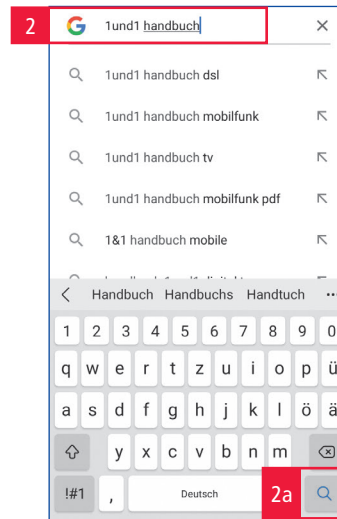 2
1und1 handbuch
1und1 handbuch dsl
1und1 handbuch mobilfunk
1und1 handbuch tv
1und1 handbuch mobilfunk pdf
1&1 handbuch mobile
Handbuch Handbuchs Handtuch ...
1 2 3 4 5 6 7 8 9 0
q w e r t z u i o p ü
a s d f g h j k l ö ä
y x c v b n m
!#1 , Deutsch 2a